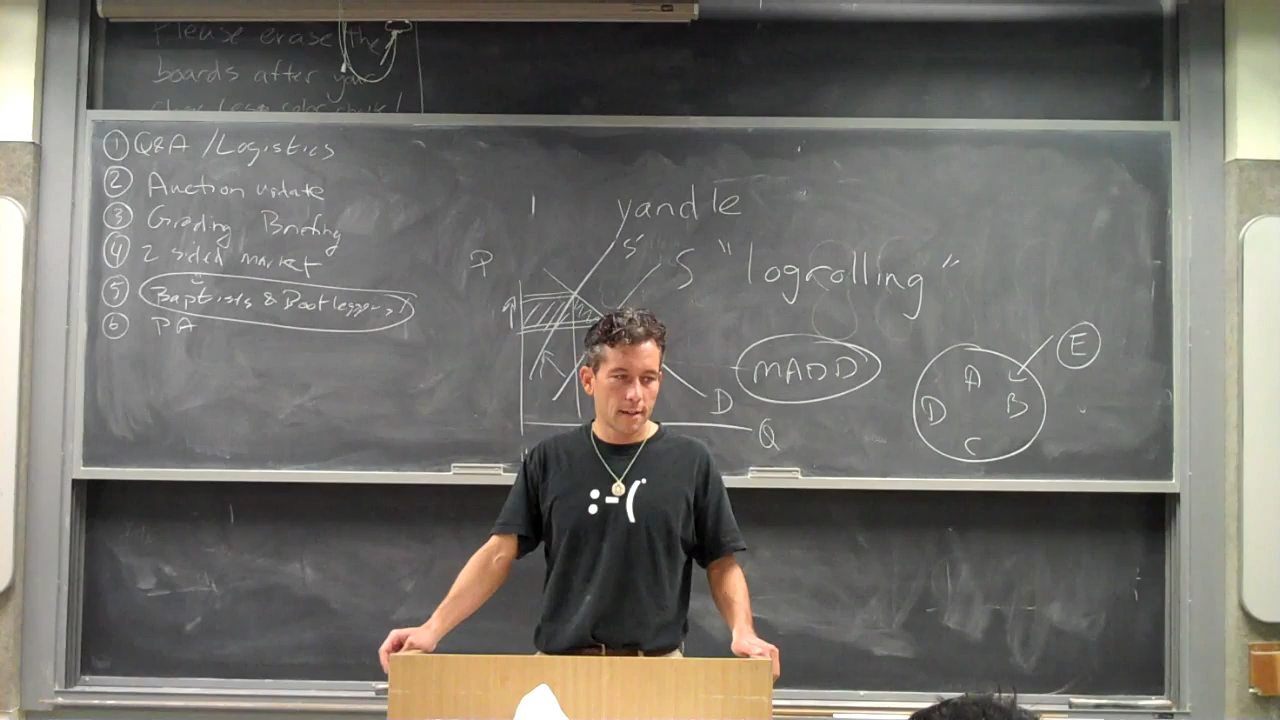 Please erase the
boards after your
① Q&A / Logistics
② Auction update
③ Grading Briefing
④ 2 sided market
⑤ Baptists & Bootleggers
⑥ PA
yandle
P
S'
S
"logrolling"
MADD
D
Q
E
A
D
B
C
:-(